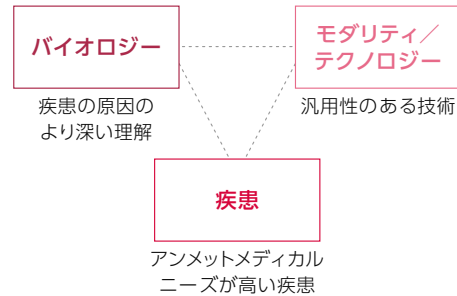 バイオロジー
疾患の原因の
より深い理解
モダリティ／
テクノロジー
汎用性のある技術
疾患
アンメットメディカル
ニーズが高い疾患